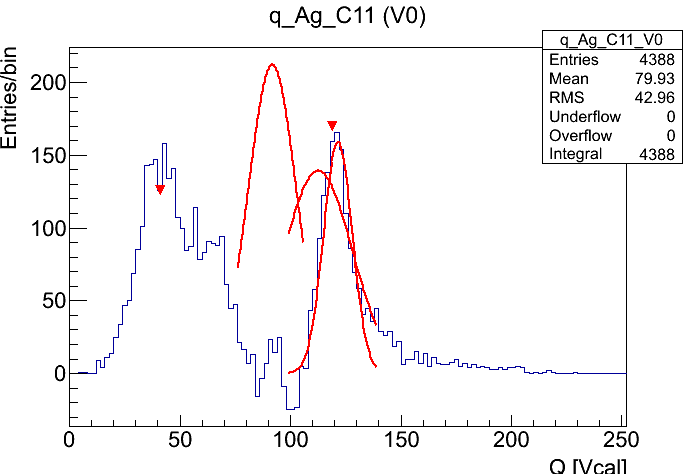 q_Ag_C11 (V0)
q_Ag_C11_V0
Entries 4388
Mean 79.93
RMS 42.96
Underflow 0
Overflow 0
Integral 4388
Entries/bin
200
150
100
50
0
0 50 100 150 200 250
Q [Vcal]